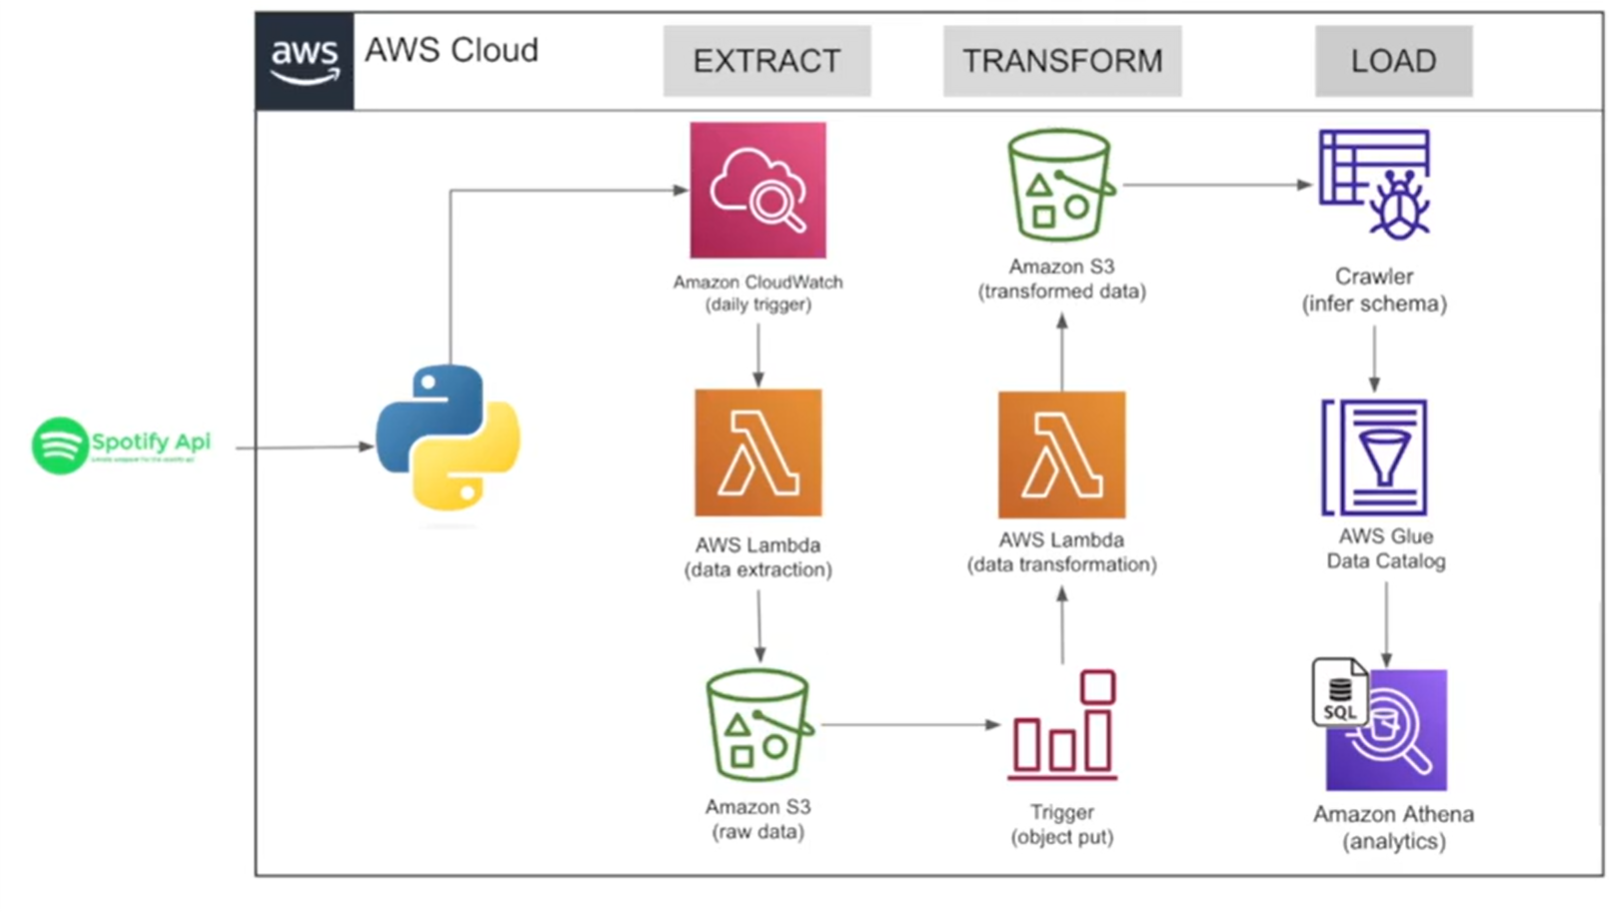 aws
AWS Cloud
EXTRACT
TRANSFORM
LOAD
Amazon CloudWatch
(daily trigger)
Amazon S3
(transformed data)
Crawler
(infer schema)
Spotify Api
AWS Lambda
(data extraction)
AWS Lambda
(data transformation)
AWS Glue
Data Catalog
SQL
Amazon S3
(raw data)
Trigger
(object put)
Amazon Athena
(analytics)